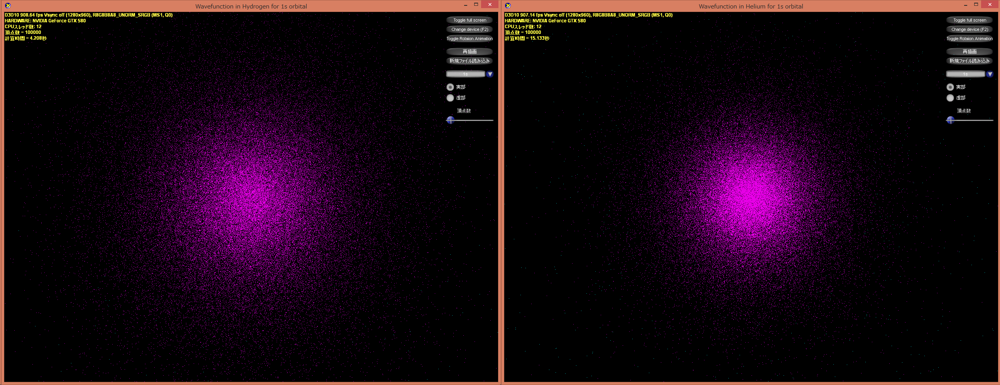 Wavefunction in Hydrogen for 1s orbital
D3D10 908.64 fps Vsync off (1280x960), R8G8B8A8_UNORM_SRGB (MS1, Q0)
HARDWARE: NVIDIA GeForce GTX 580
CPUスレッド数: 12
頂点数 = 100000
計算時間 = 4.208秒
Toggle full screen
Change device (F2)
Toggle Rotaion Animation
再描画
新規ファイル読み込み
1s
実部
虚部
頂点数
Wavefunction in Helium for 1s orbital
D3D10 907.14 fps Vsync off (1280x960), R8G8B8A8_UNORM_SRGB (MS1, Q0)
HARDWARE: NVIDIA GeForce GTX 580
CPUスレッド数: 12
頂点数 = 100000
計算時間 = 15.133秒
Toggle full screen
Change device (F2)
Toggle Rotaion Animation
再描画
新規ファイル読み込み
1s
実部
虚部
頂点数